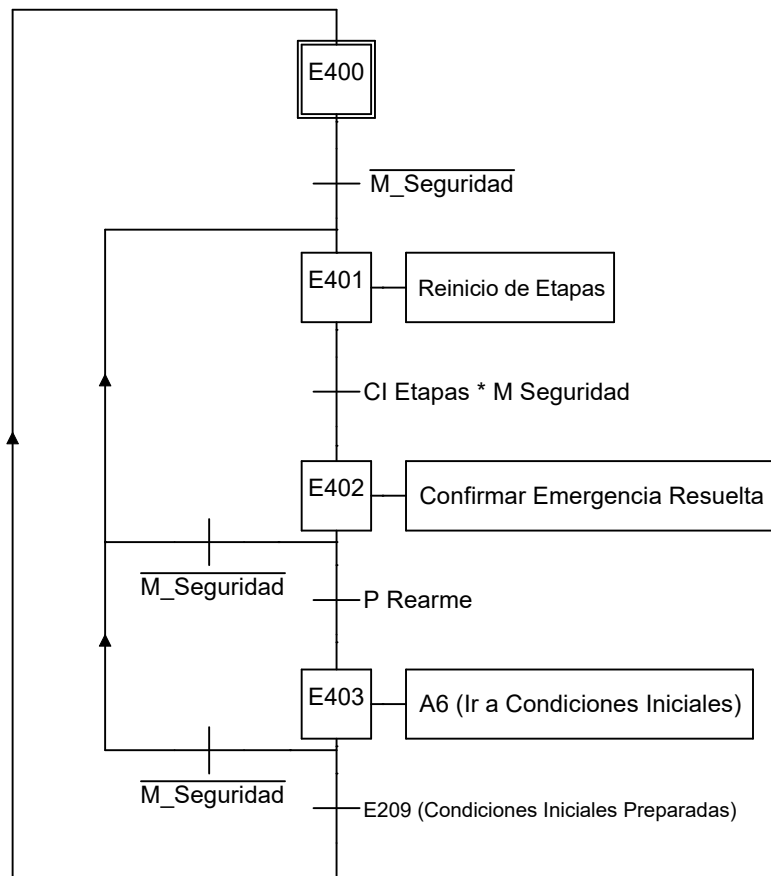 E400
M_Seguridad
E401
Reinicio de Etapas
CI Etapas * M Seguridad
E402
Confirmar Emergencia Resuelta
M_Seguridad
P Rearme
E403
A6 (Ir a Condiciones Iniciales)
M_Seguridad
E209 (Condiciones Iniciales Preparadas)